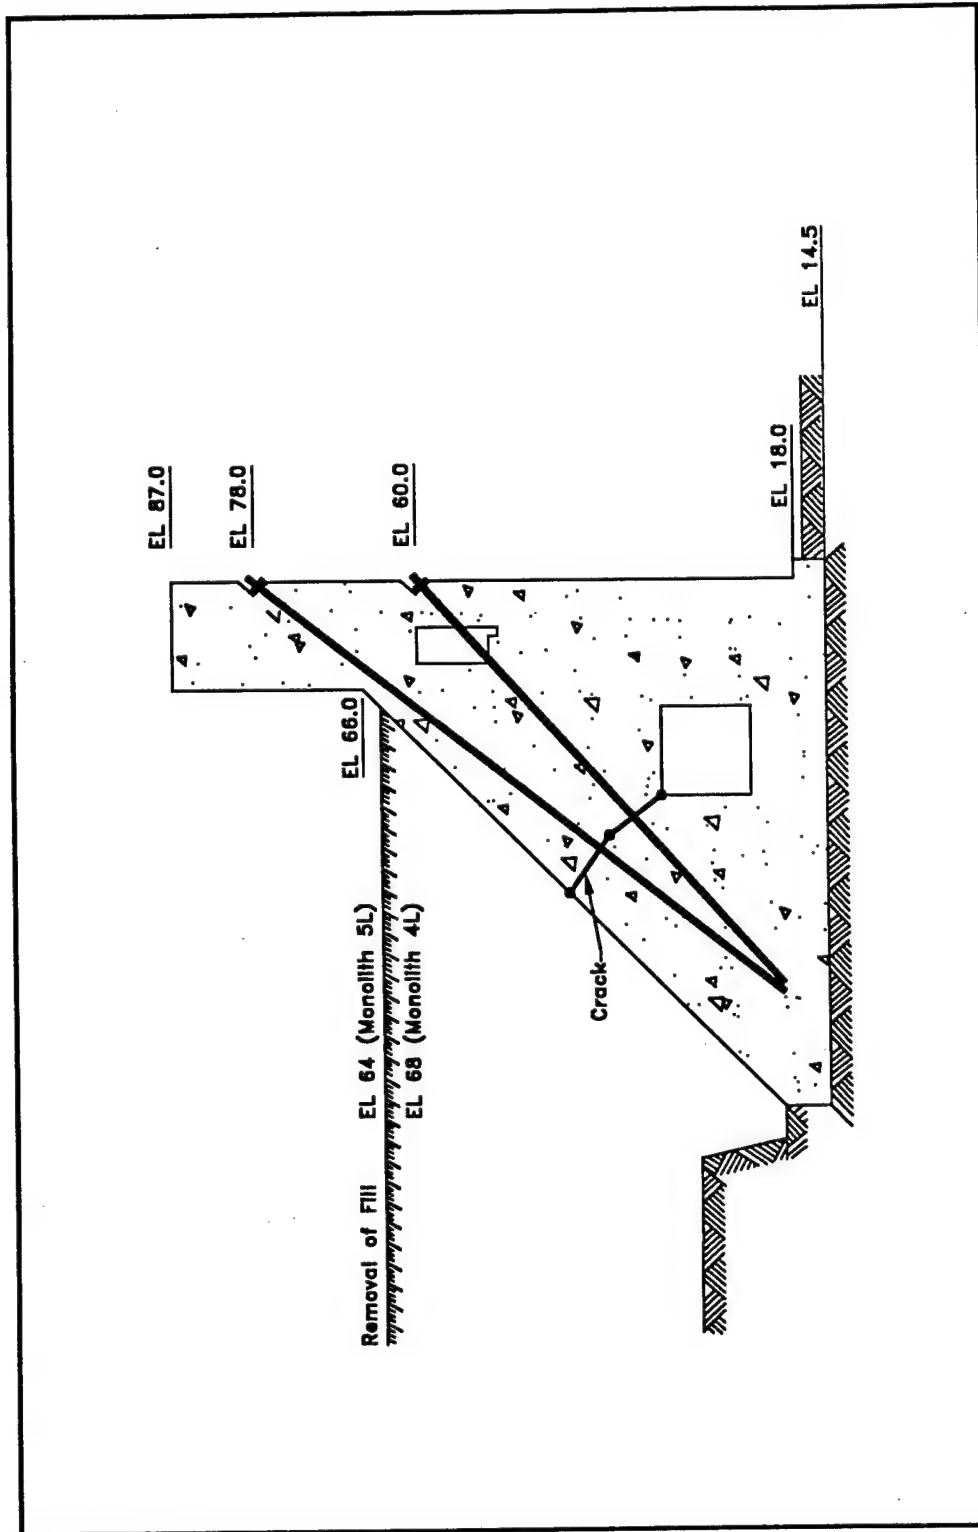 EL 87.0
EL 78.0
EL 66.0
EL 60.0
Removal of Fill
EL 64 (Monolith 5L)
EL 68 (Monolith 4L)
Crack
EL 18.0
EL 14.5